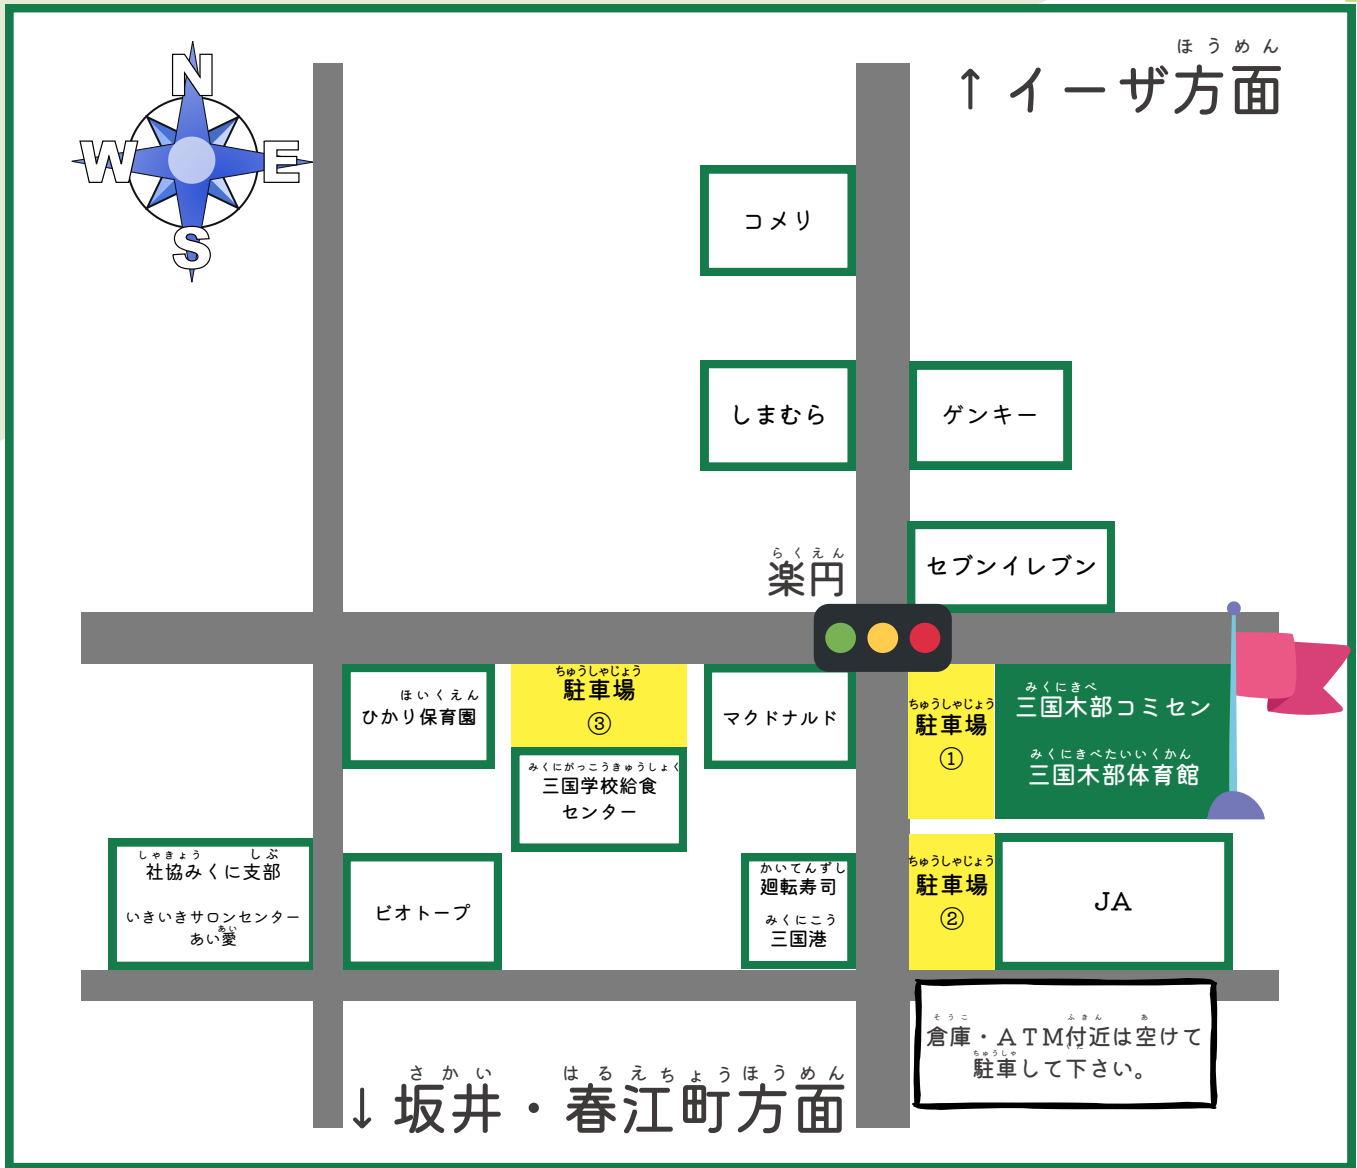 N
W
E
S
ほうめん
↑イーザ方面
コメリ
しまむら
ゲンキー
らくえん
楽円
セブンイレブン
ほいくえん
ひかり保育園
ちゅうしゃじょう
駐車場
③
みくにがっこうきゅうしょく
三国学校給食
センター
マクドナルド
ちゅうしゃじょう
駐車場
①
みくにきべ
三国木部コミセン
みくにきべたいいくかん
三国木部体育館
しゃきょう しぶ
社協みくに支部
いきいきサロンセンター
あい
あい愛
ビオトープ
かいてんずし
廻転寿司
みくにこう
三国港
ちゅうしゃじょう
駐車場
②
JA
そうこ ふきん あ
倉庫・ATM付近は空けて
ちゅうしゃ くだ
駐車して下さい。
さかい はるえちょうほうめん
↓坂井・春江町方面